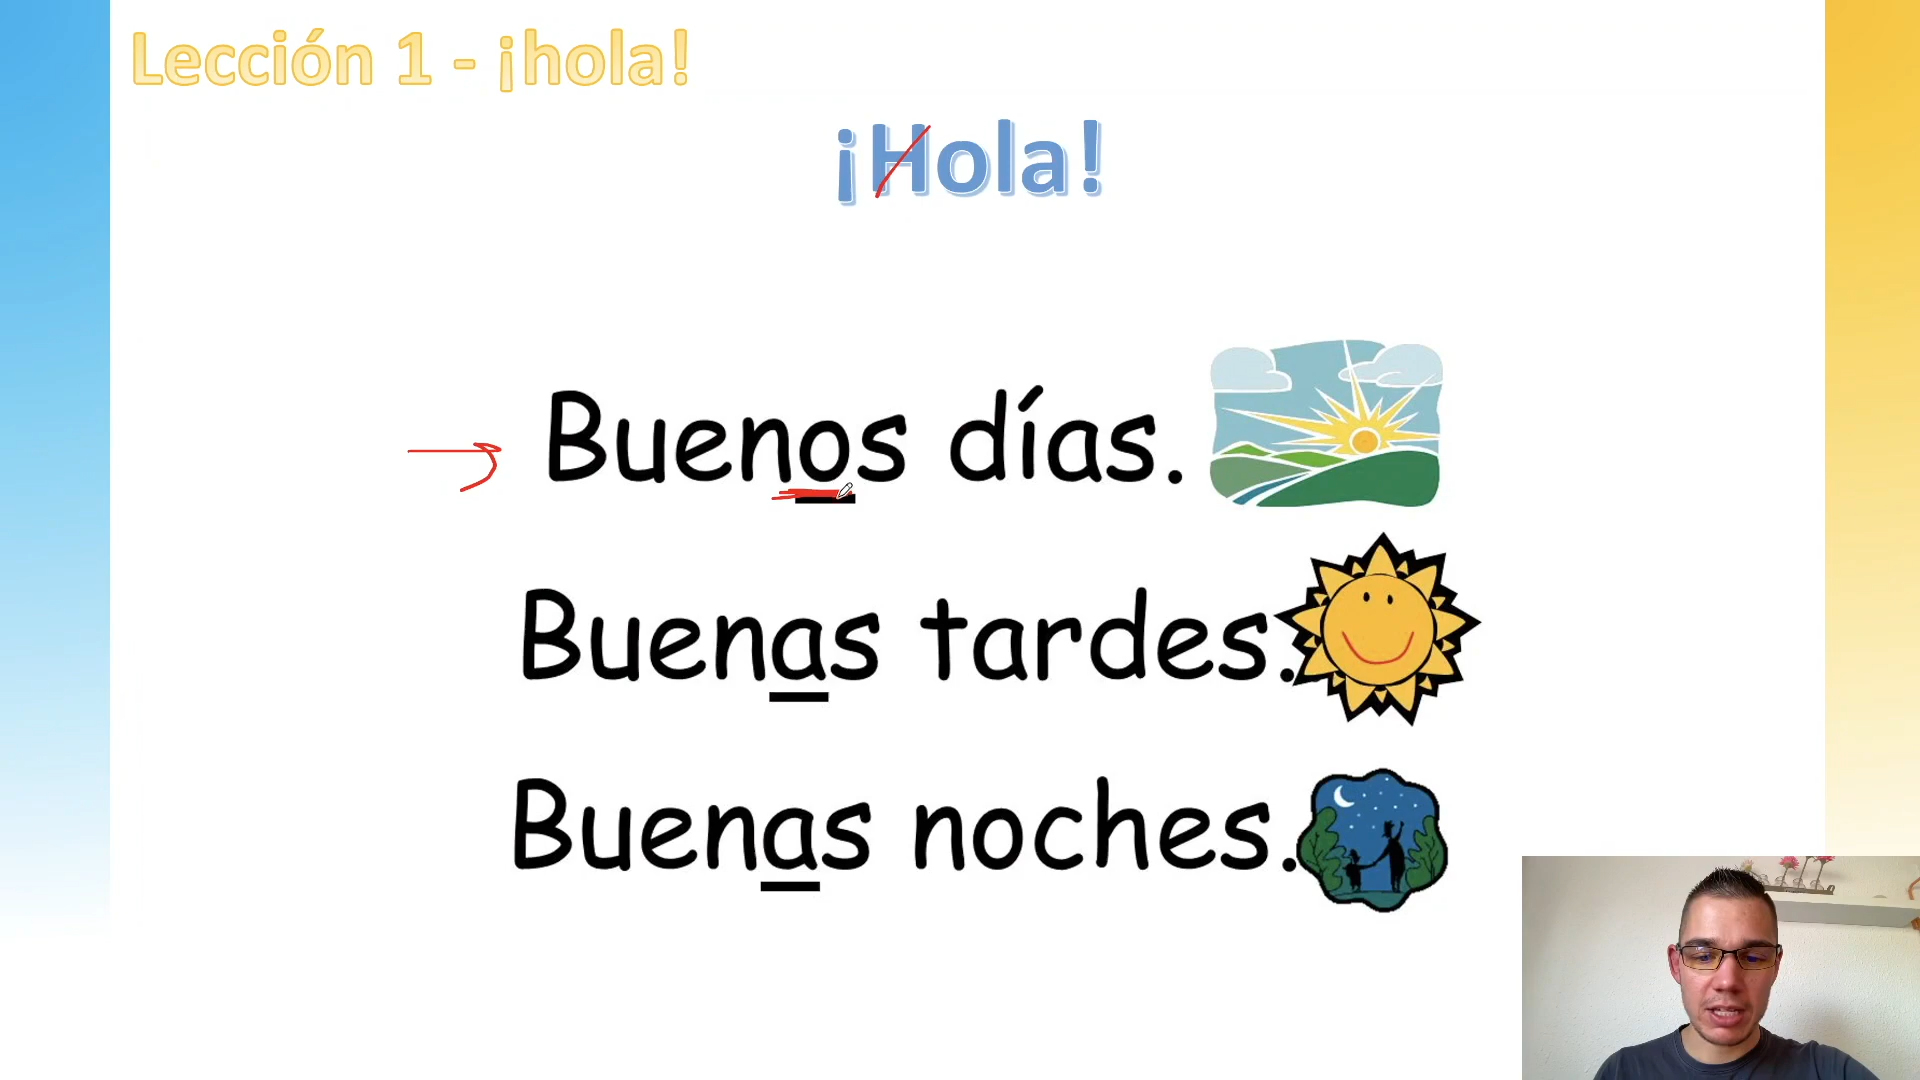 Lección 1 - ¡hola!
¡Hola!
Buenos días.
Buenas tardes.
Buenas noches.